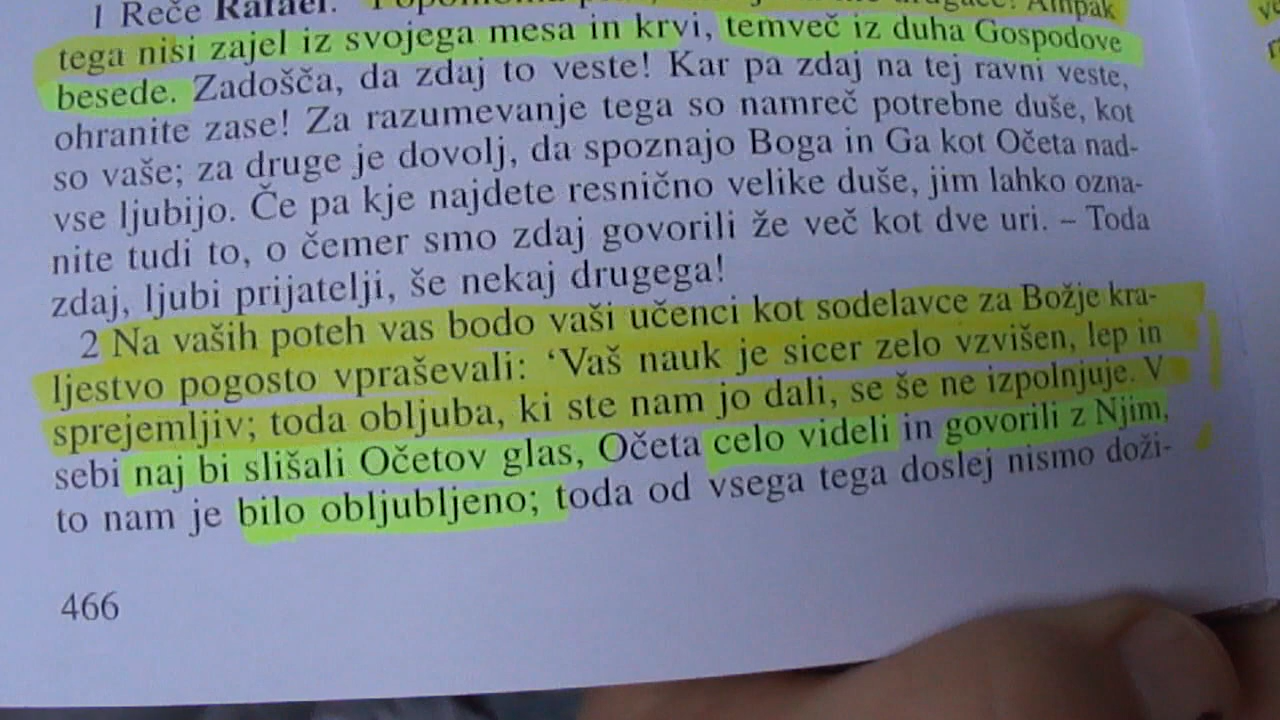 1 Reče Rafael: Ampak
tega nisi zajel iz svojega mesa in krvi, temveč iz duha Gospodove
besede. Zadošča, da zdaj to veste! Kar pa zdaj na tej ravni veste,
ohranite zase! Za razumevanje tega so namreč potrebne duše, kot
so vaše; za druge je dovolj, da spoznajo Boga in Ga kot Očeta nad-
vse ljubijo. Če pa kje najdete resnično velike duše, jim lahko ozna-
nite tudi to, o čemer smo zdaj govorili že več kot dve uri. – Toda
zdaj, ljubi prijatelji, še nekaj drugega!
2 Na vaših poteh vas bodo vaši učenci kot sodelavce za Božje kra-
ljestvo pogosto vpraševali: ‘Vaš nauk je sicer zelo vzvišen, lep in
sprejemljiv; toda obljuba, ki ste nam jo dali, se še ne izpolnjuje. V
sebi naj bi slišali Očetov glas, Očeta celo videli in govorili z Njim,
to nam je bilo obljubljeno; toda od vsega tega doslej nismo doži-
466